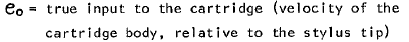 e₀ = true input to the cartridge (velocity of the
cartridge body, relative to the stylus tip)